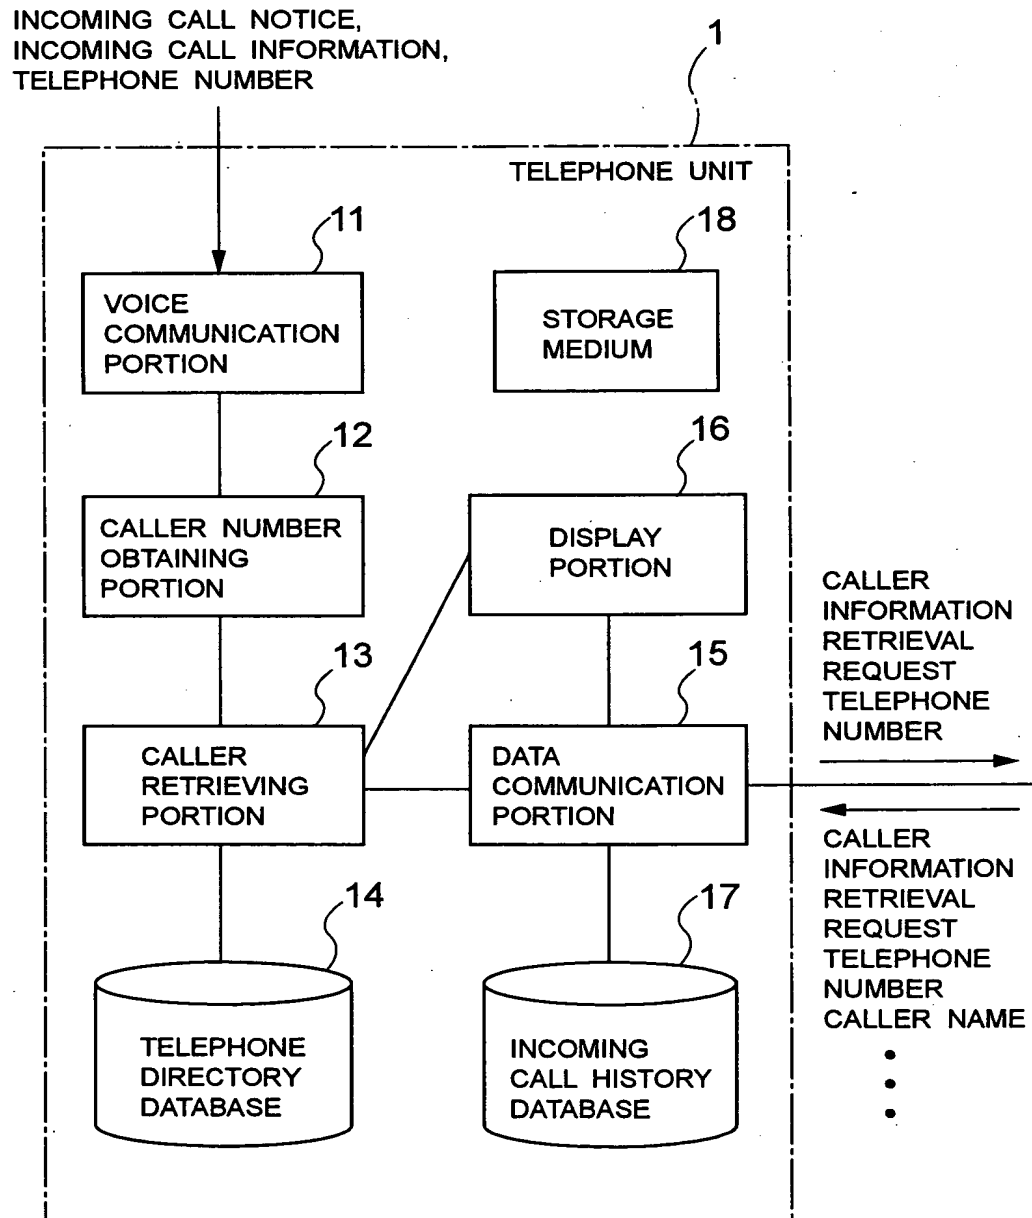 INCOMING CALL NOTICE,
INCOMING CALL INFORMATION,
TELEPHONE NUMBER
1
TELEPHONE UNIT
11
VOICE
COMMUNICATION
PORTION
18
STORAGE
MEDIUM
12
CALLER NUMBER
OBTAINING
PORTION
16
DISPLAY
PORTION
13
CALLER
RETRIEVING
PORTION
15
DATA
COMMUNICATION
PORTION
CALLER
INFORMATION
RETRIEVAL
REQUEST
TELEPHONE
NUMBER
CALLER
INFORMATION
RETRIEVAL
REQUEST
TELEPHONE
NUMBER
CALLER NAME
14
TELEPHONE
DIRECTORY
DATABASE
17
INCOMING
CALL HISTORY
DATABASE